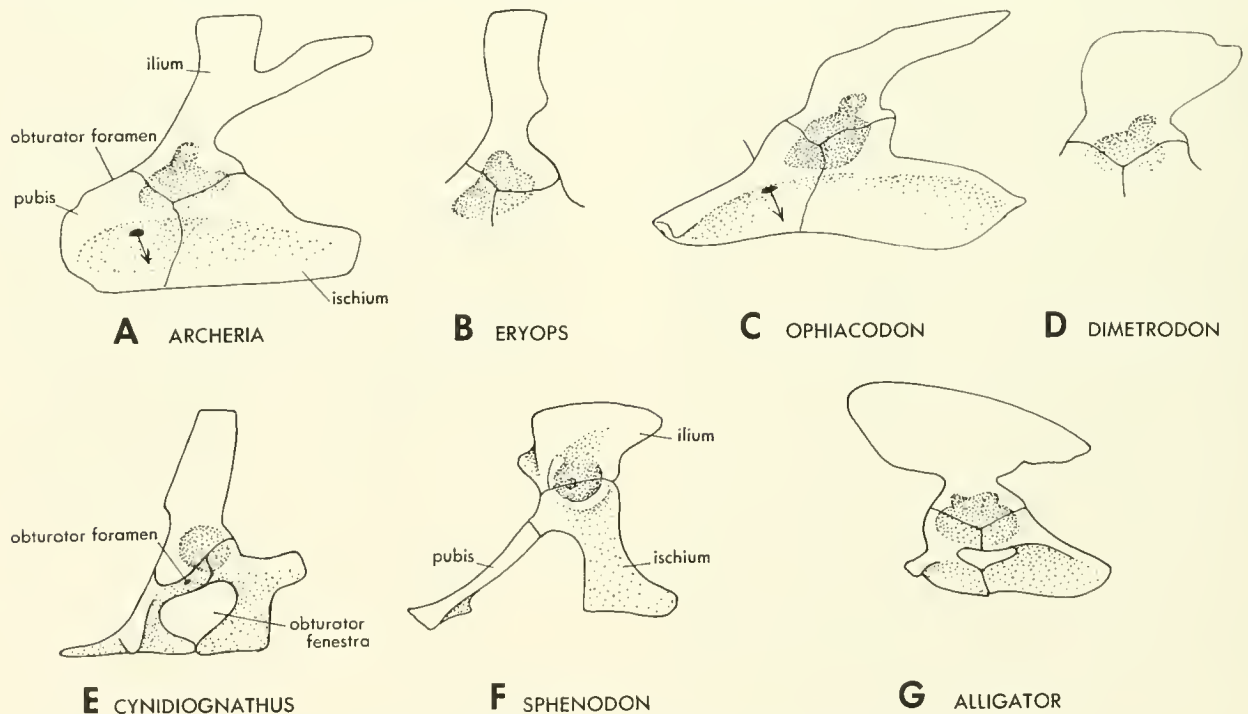 ilium
obturator foramen
pubis
ischium
A ARCHERIA
B ERYOPS
C OPHIACODON
D DIMETRODON
obturator foramen
obturator
fenestra
E CYNIDIOGNATHUS
ilium
pubis
ischium
F SPHENODON
G ALLIGATOR